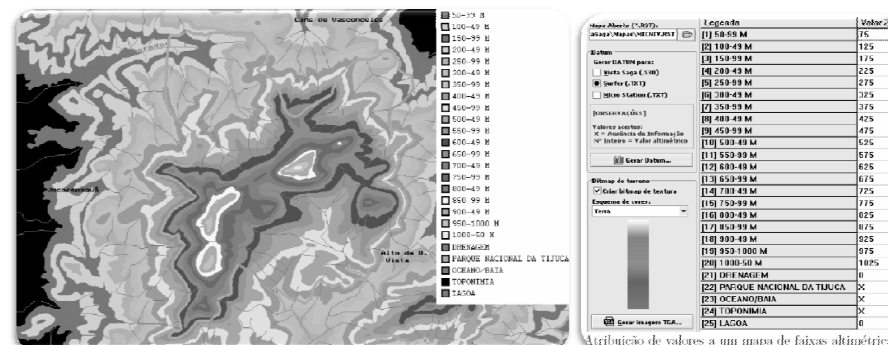 Lins de Vasconcelos
Jacarepaguá
Alto da B.
Vista
50-99 M
100-49 M
150-99 M
200-49 M
250-99 M
300-49 M
350-99 M
400-49 M
450-99 M
500-49 M
550-99 M
600-49 M
650-99 M
700-49 M
750-99 M
800-49 M
850-99 M
900-49 M
950-1000 M
1000-50 M
DRENAGEM
PARQUE NACIONAL DA TIJUCA
OCEANO/BAIA
TOPONIMIA
LAGOA
Mapa Aberto (*.RST):
Datum
Gerar DATUM para:
Vista Saga (.S3D)
Surfer (.TXT)
Micro Station (.TXT)
[OBSERVAÇÕES]
Valores aceitos:
X = Ausência de Informação
Nº Inteiro = Valor altimétrico
Gerar Datum...
Bitmap de terreno
Criar bitmap de textura
Esquema de cores:
Terra
Gerar imagem TGA...
Legenda Valor Z
[1] 50-99 M 75
[2] 100-49 M 125
[3] 150-99 M 175
[4] 200-49 M 225
[5] 250-99 M 275
[6] 300-49 M 325
[7] 350-99 M 375
[8] 400-49 M 425
[9] 450-99 M 475
[10] 500-49 M 525
[11] 550-99 M 575
[12] 600-49 M 625
[13] 650-99 M 675
[14] 700-49 M 725
[15] 750-99 M 775
[16] 800-49 M 825
[17] 850-99 M 875
[18] 900-49 M 925
[19] 950-1000 M 975
[20] 1000-50 M 1025
[21] DRENAGEM 0
[22] PARQUE NACIONAL DA TIJUCA X
[23] OCEANO/BAIA X
[24] TOPONIMIA X
[25] LAGOA 0
Atribuição de valores a um mapa de faixas altimétrica